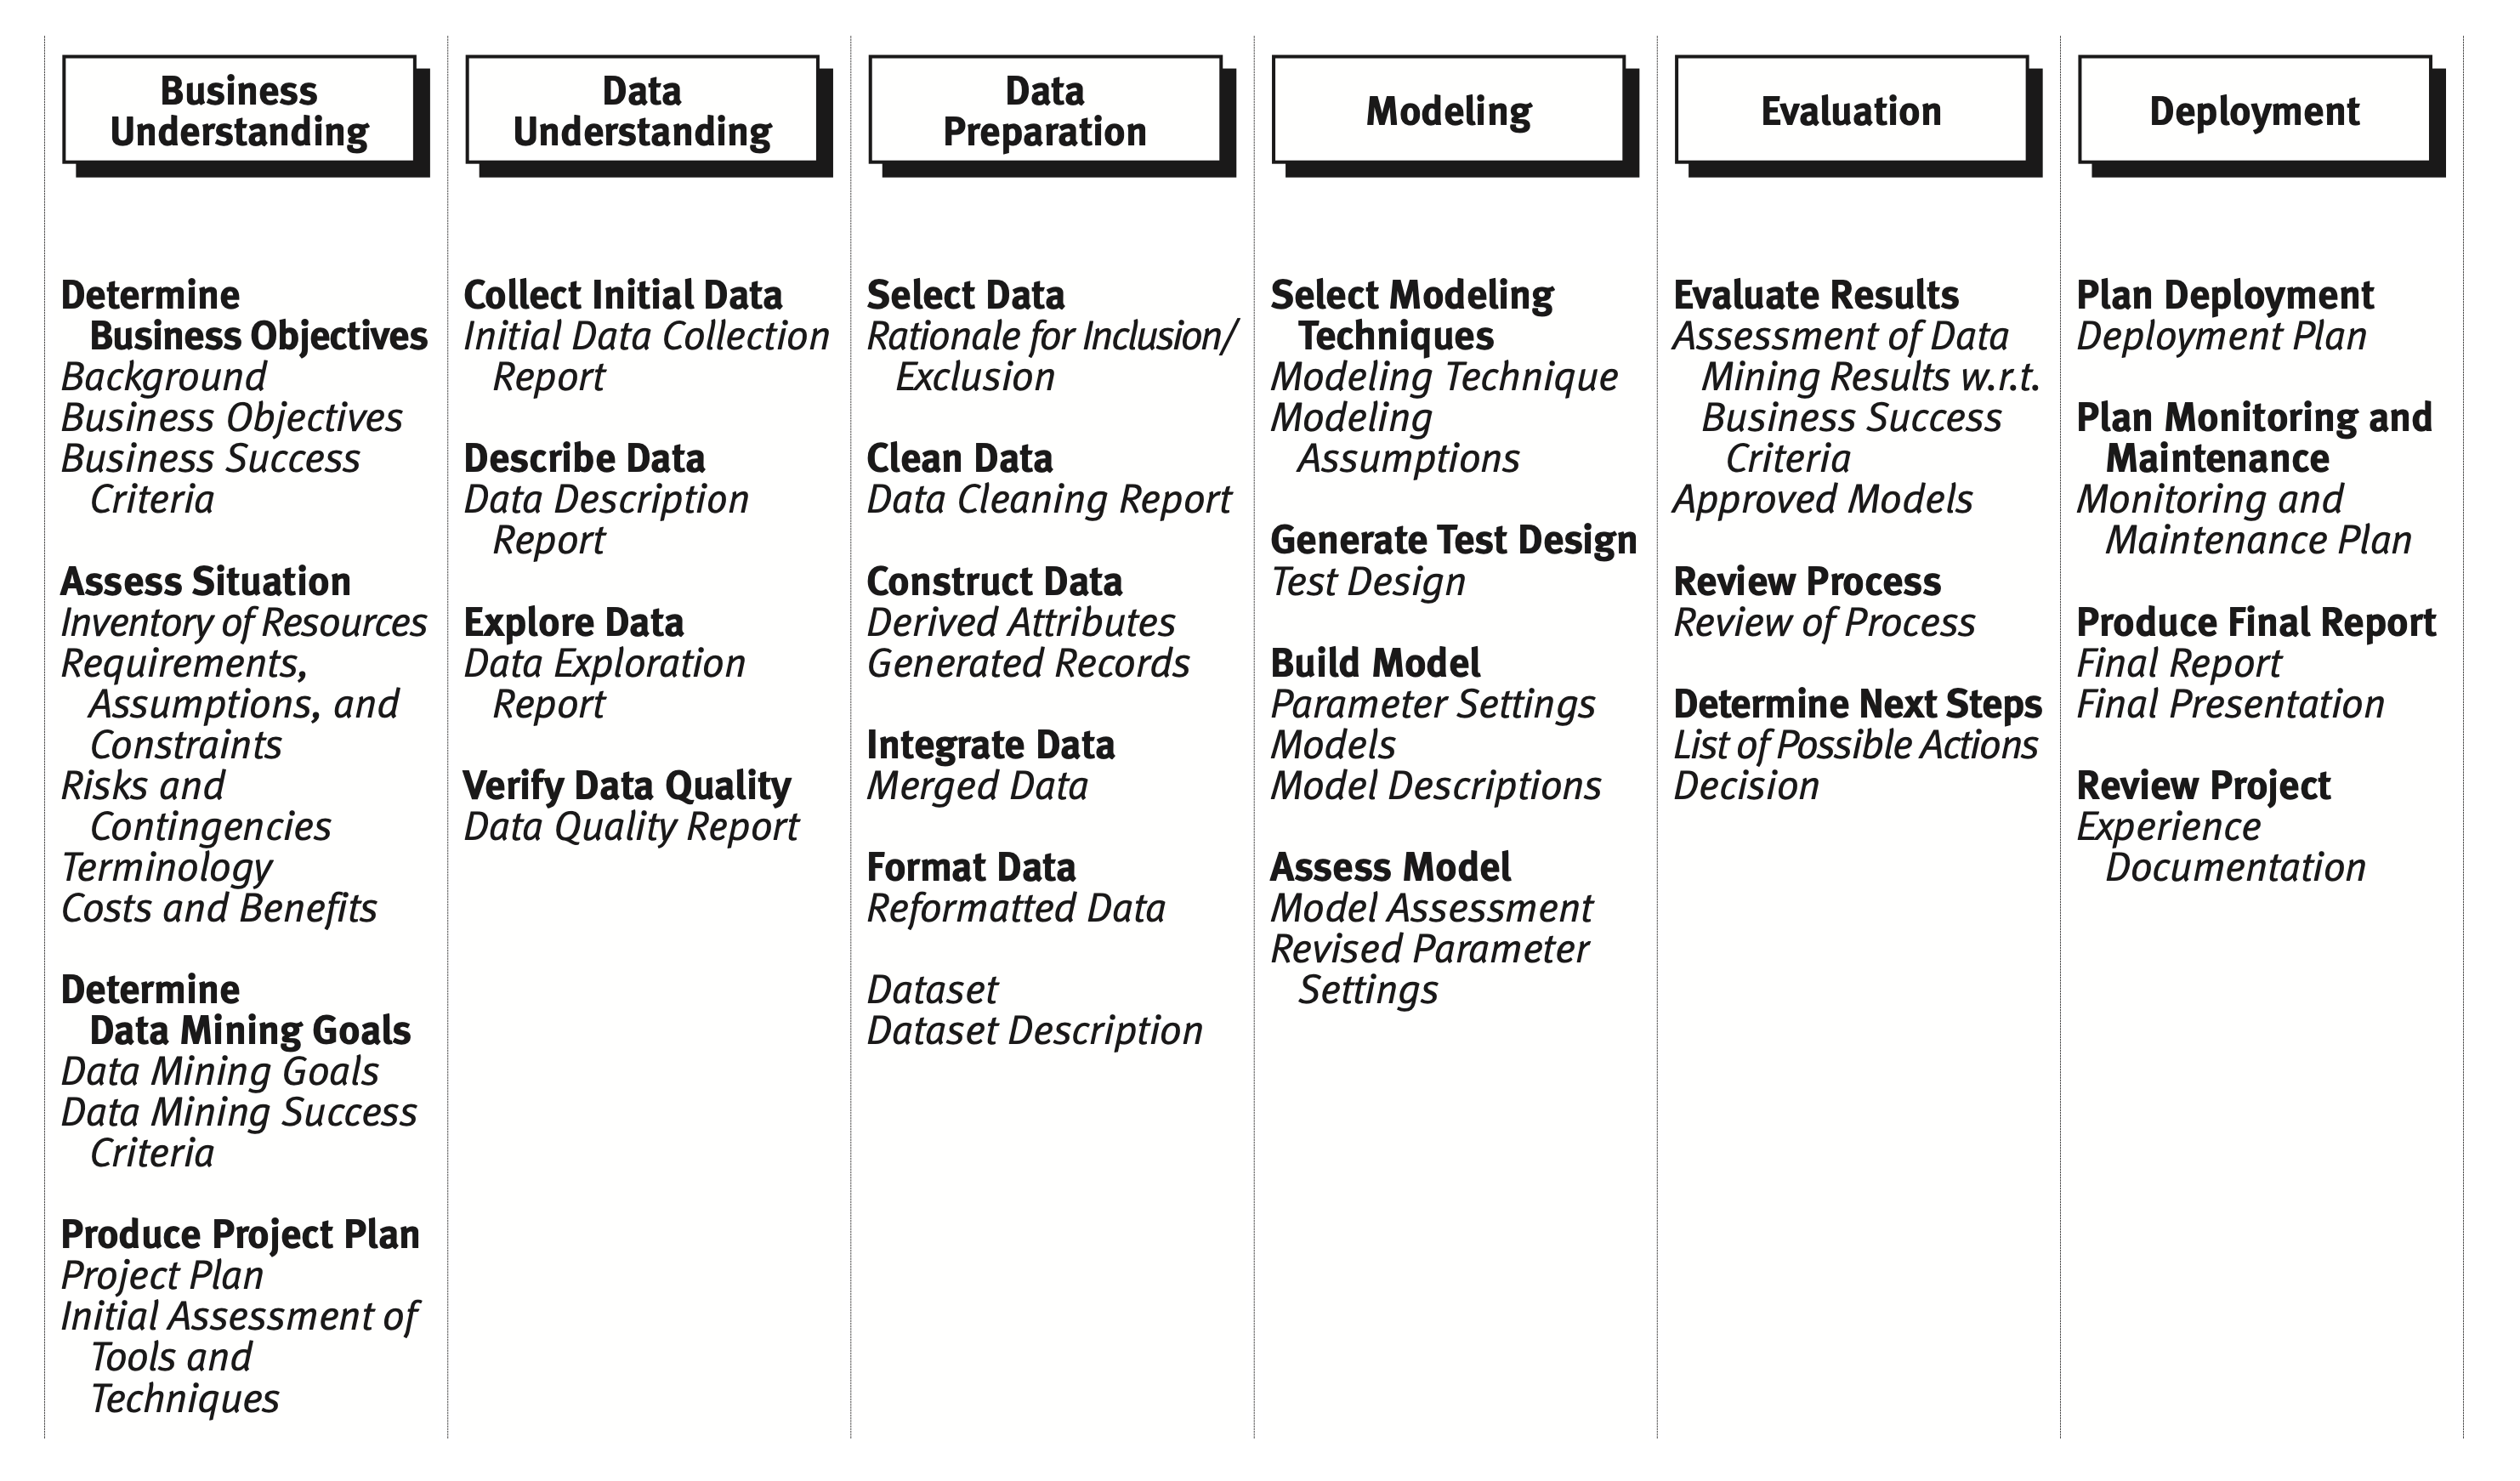 Business
Understanding
Determine
Business Objectives
Background
Business Objectives
Business Success
Criteria
Assess Situation
Inventory of Resources
Requirements,
Assumptions, and
Constraints
Risks and
Contingencies
Terminology
Costs and Benefits
Determine
Data Mining Goals
Data Mining Goals
Data Mining Success
Criteria
Produce Project Plan
Project Plan
Initial Assessment of
Tools and
Techniques
Data
Understanding
Collect Initial Data
Initial Data Collection
Report
Describe Data
Data Description
Report
Explore Data
Data Exploration
Report
Verify Data Quality
Data Quality Report
Data
Preparation
Select Data
Rationale for Inclusion/
Exclusion
Clean Data
Data Cleaning Report
Construct Data
Derived Attributes
Generated Records
Integrate Data
Merged Data
Format Data
Reformatted Data
Dataset
Dataset Description
Modeling
Select Modeling
Techniques
Modeling Technique
Modeling
Assumptions
Generate Test Design
Test Design
Build Model
Parameter Settings
Models
Model Descriptions
Assess Model
Model Assessment
Revised Parameter
Settings
Evaluation
Evaluate Results
Assessment of Data
Mining Results w.r.t.
Business Success
Criteria
Approved Models
Review Process
Review of Process
Determine Next Steps
List of Possible Actions
Decision
Deployment
Plan Deployment
Deployment Plan
Plan Monitoring and
Maintenance
Monitoring and
Maintenance Plan
Produce Final Report
Final Report
Final Presentation
Review Project
Experience
Documentation